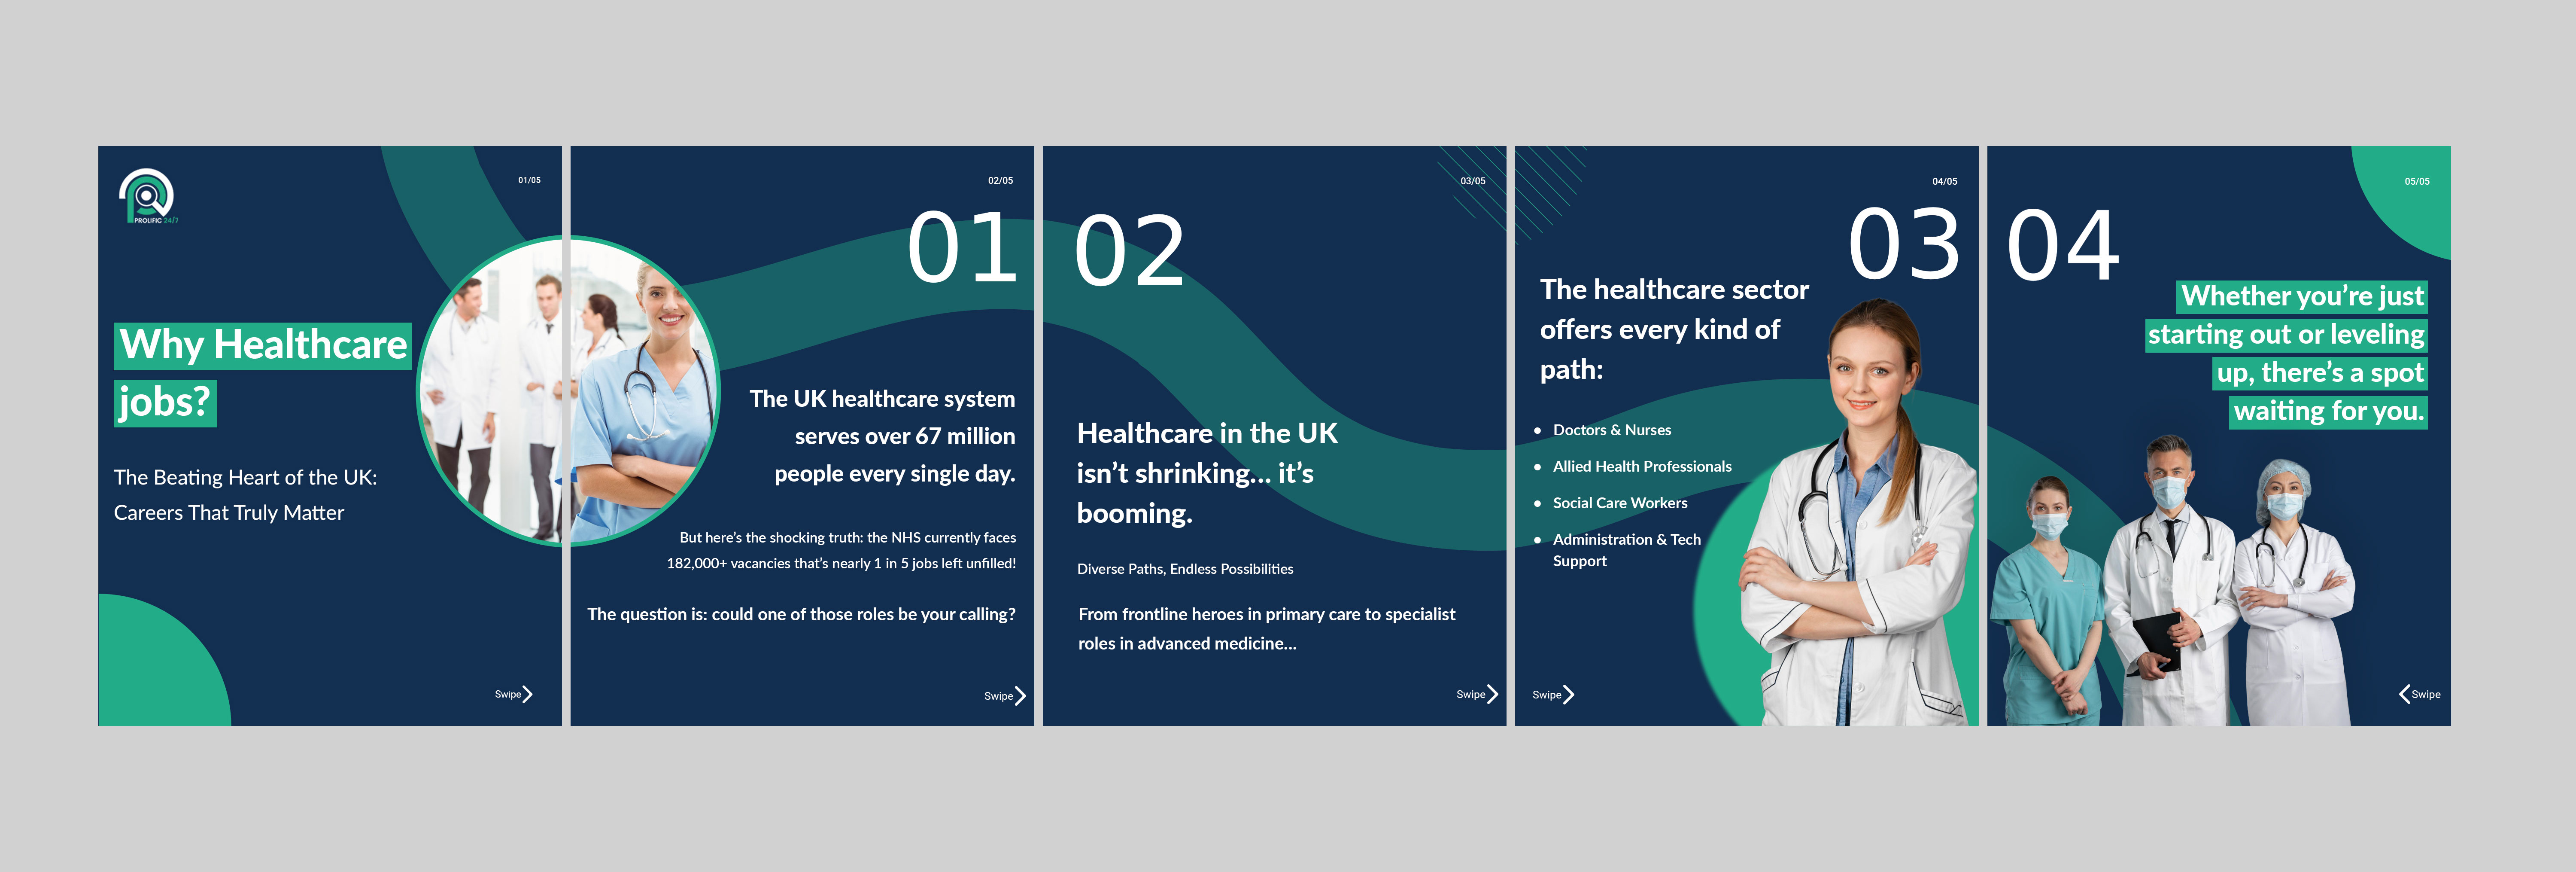 PROLIFIC 24/7
01/05
Why Healthcare
jobs?
The Beating Heart of the UK:
Careers That Truly Matter
Swipe
02/05
01
The UK healthcare system
serves over 67 million
people every single day.
But here's the shocking truth: the NHS currently faces
182,000+ vacancies that's nearly 1 in 5 jobs left unfilled!
The question is: could one of those roles be your calling?
Swipe
03/05
02
Healthcare in the UK
isn't shrinking... it's
booming.
Diverse Paths, Endless Possibilities
From frontline heroes in primary care to specialist
roles in advanced medicine...
Swipe
04/05
03
The healthcare sector
offers every kind of
path:
• Doctors & Nurses
• Allied Health Professionals
• Social Care Workers
• Administration & Tech
Support
Swipe
05/05
04
Whether you're just
starting out or leveling
up, there's a spot
waiting for you.
Swipe